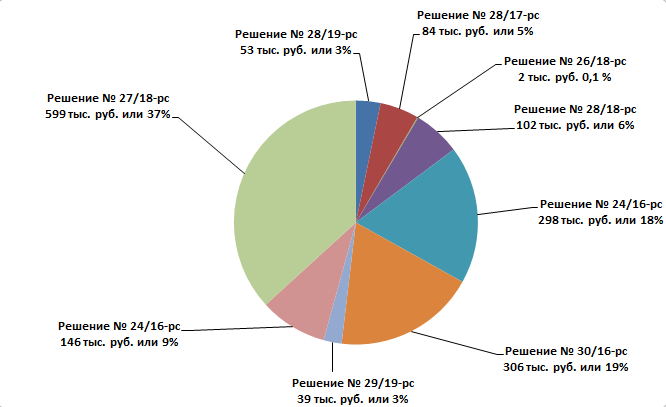 Решение № 28/19-рс
53 тыс. руб. или 3%
Решение № 28/17-рс
84 тыс. руб. или 5%
Решение № 26/18-рс
2 тыс. руб. 0,1 %
Решение № 28/18-рс
102 тыс. руб. или 6%
Решение № 24/16-рс
298 тыс. руб. или 18%
Решение № 30/16-рс
306 тыс. руб. или 19%
Решение № 29/19-рс
39 тыс. руб. или 3%
Решение № 24/16-рс
146 тыс. руб. или 9%
Решение № 27/18-рс
599 тыс. руб. или 37%